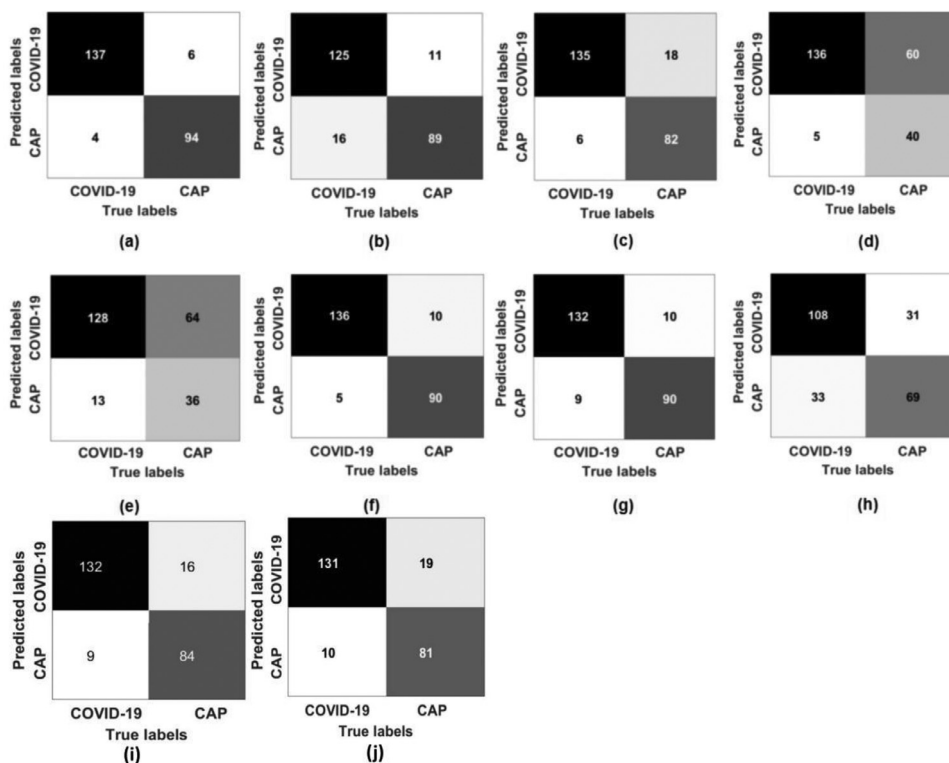 Predicted labels
CAP COVID-19
137 6
4 94
COVID-19 CAP
True labels
(a)
Predicted labels
CAP COVID-19
125 11
16 89
COVID-19 CAP
True labels
(b)
Predicted labels
CAP COVID-19
135 18
6 82
COVID-19 CAP
True labels
(c)
Predicted labels
CAP COVID-19
136 60
5 40
COVID-19 CAP
True labels
(d)
Predicted labels
CAP COVID-19
128 64
13 36
COVID-19 CAP
True labels
(e)
Predicted labels
CAP COVID-19
136 10
5 90
COVID-19 CAP
True labels
(f)
Predicted labels
CAP COVID-19
132 10
9 90
COVID-19 CAP
True labels
(g)
Predicted labels
CAP COVID-19
108 31
33 69
COVID-19 CAP
True labels
(h)
Predicted labels
CAP COVID-19
132 16
9 84
COVID-19 CAP
True labels
(i)
Predicted labels
CAP COVID-19
131 19
10 81
COVID-19 CAP
True labels
(j)